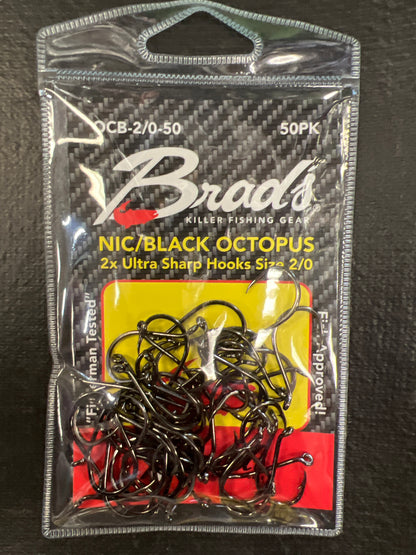 OCB-2/0-50 50PK
Brad's®
KILLER FISHING GEAR
NIC/BLACK OCTOPUS
2x Ultra Sharp Hooks Size 2/0
Tested"
Approved!